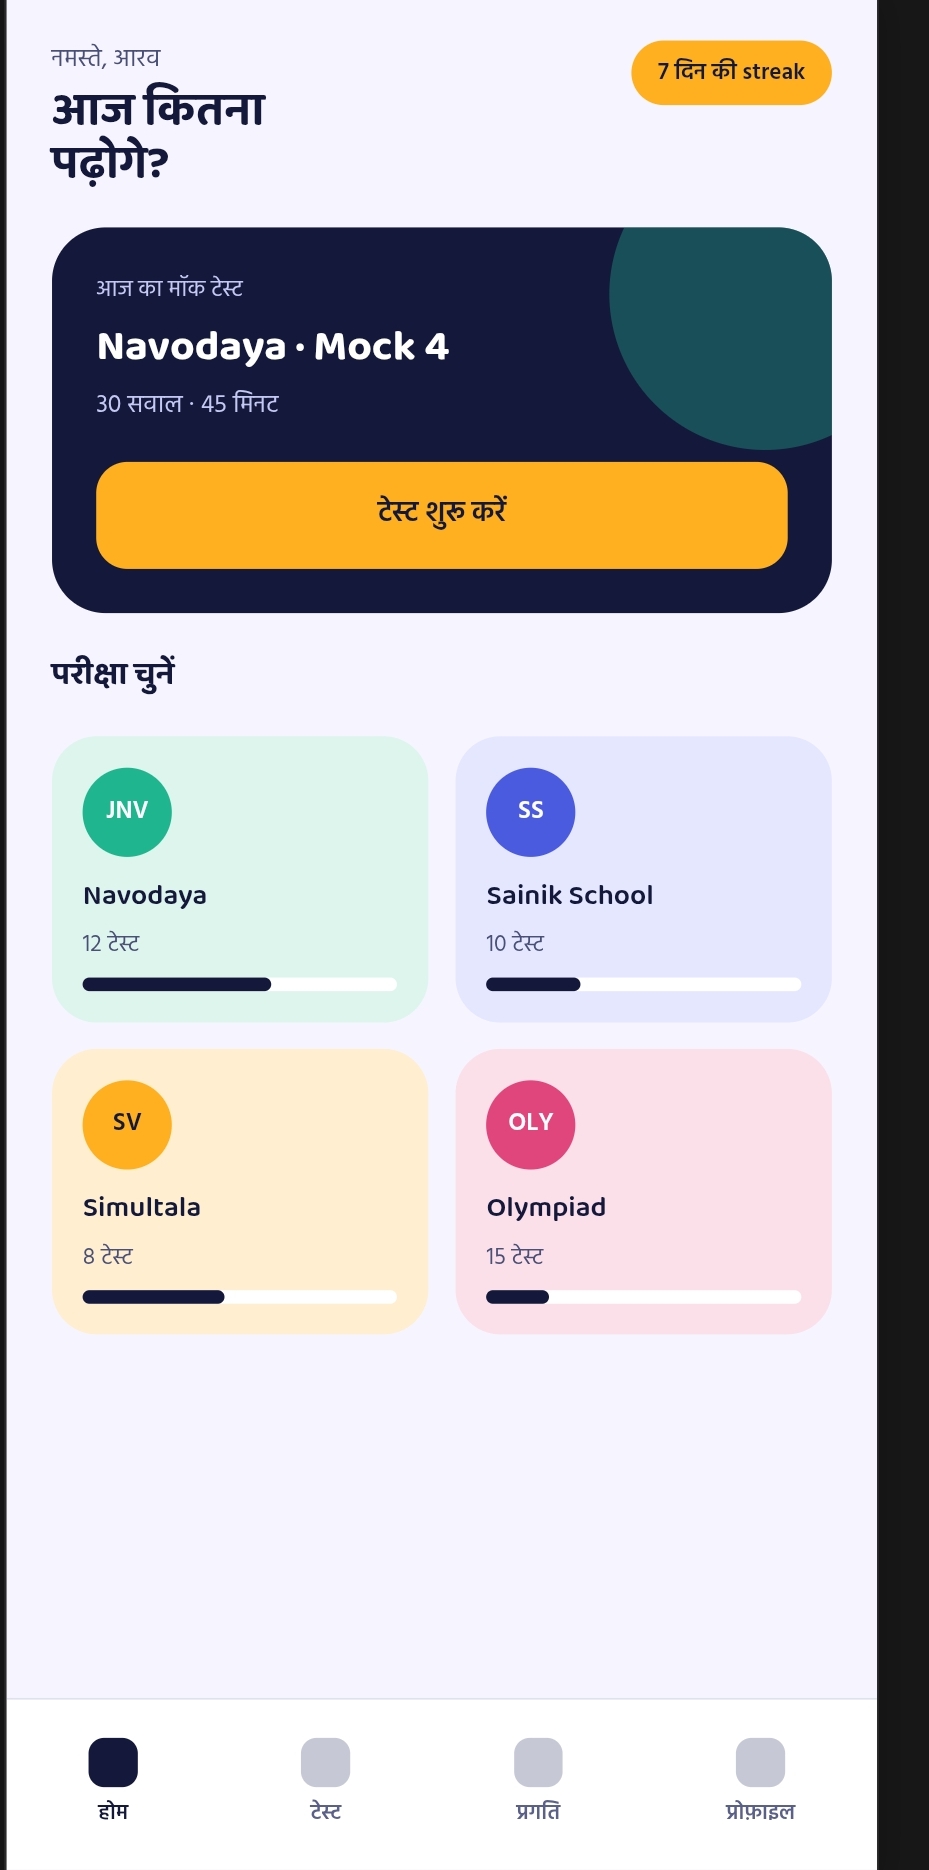 नमस्ते, आरव
7 दिन की streak
आज कितना
पढ़ोगे?
आज का मॉक टेस्ट
Navodaya · Mock 4
30 सवाल · 45 मिनट
टेस्ट शुरू करें
परीक्षा चुनें
JNV
Navodaya
12 टेस्ट
SS
Sainik School
10 टेस्ट
SV
Simultala
8 टेस्ट
OLY
Olympiad
15 टेस्ट
होम
टेस्ट
प्रगति
प्रोफ़ाइल